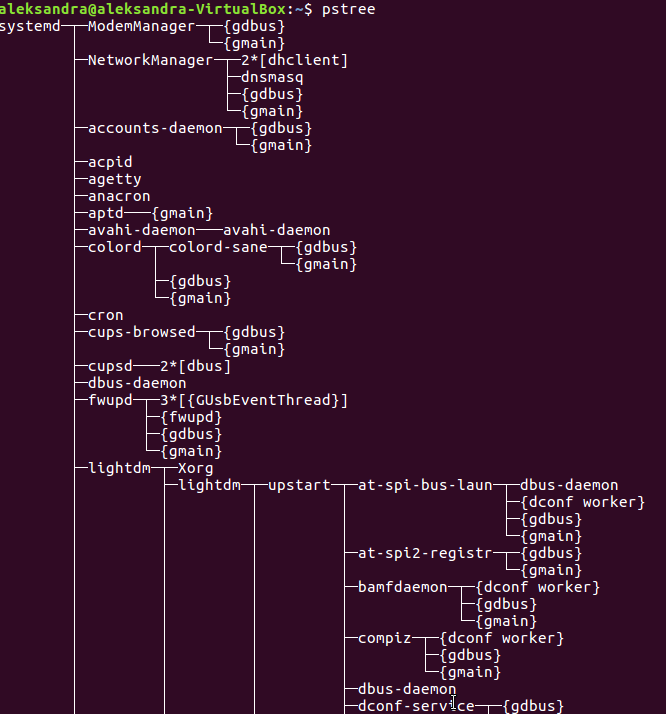 aleksandra@aleksandra-VirtualBox:~$ pstree
systemd─┬─ModemManager─┬─{gdbus}
        │              └─{gmain}
        ├─NetworkManager─┬─2*[dhclient]
        │                ├─dnsmasq
        │                ├─{gdbus}
        │                └─{gmain}
        ├─accounts-daemon─┬─{gdbus}
        │                 └─{gmain}
        ├─acpid
        ├─agetty
        ├─anacron
        ├─aptd───{gmain}
        ├─avahi-daemon───avahi-daemon
        ├─colord─┬─colord-sane─┬─{gdbus}
        │        │             └─{gmain}
        │        ├─{gdbus}
        │        └─{gmain}
        ├─cron
        ├─cups-browsed─┬─{gdbus}
        │              └─{gmain}
        ├─cupsd───2*[dbus]
        ├─dbus-daemon
        ├─fwupd─┬─3*[{GUsbEventThread}]
        │       ├─{fwupd}
        │       ├─{gdbus}
        │       └─{gmain}
        ├─lightdm─┬─Xorg
        │         ├─lightdm─┬─upstart─┬─at-spi-bus-laun─┬─dbus-daemon
        │         │         │         │                 ├─{dconf worker}
        │         │         │         │                 ├─{gdbus}
        │         │         │         │                 └─{gmain}
        │         │         │         ├─at-spi2-registr─┬─{gdbus}
        │         │         │         │                 └─{gmain}
        │         │         │         ├─bamfdaemon─┬─{dconf worker}
        │         │         │         │            ├─{gdbus}
        │         │         │         │            └─{gmain}
        │         │         │         ├─compiz─┬─{dconf worker}
        │         │         │         │        ├─{gdbus}
        │         │         │         │        └─{gmain}
        │         │         │         ├─dbus-daemon
        │         │         │         ├─dconf-service─┬─{gdbus}